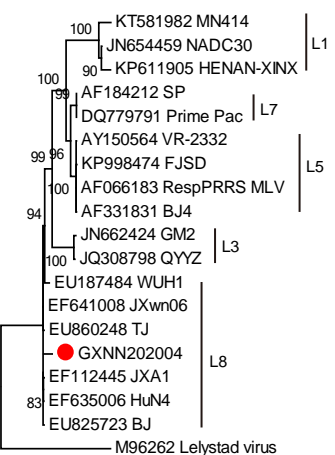 KT581982 MN414
100
JN654459 NADC30
L1
90
KP611905 HENAN-XINX
100
99
AF184212 SP
L7
DQ779791 Prime Pac
AY150564 VR-2332
99
96
KP998474 FJSD
L5
100
AF066183 RespPRRS MLV
AF331831 BJ4
94
JN662424 GM2
L3
100
JQ308798 QYYZ
EU187484 WUH1
EF641008 JXwn06
EU860248 TJ
GXNN202004
L8
EF112445 JXA1
83
EF635006 HuN4
EU825723 BJ
M96262 Lelystad virus